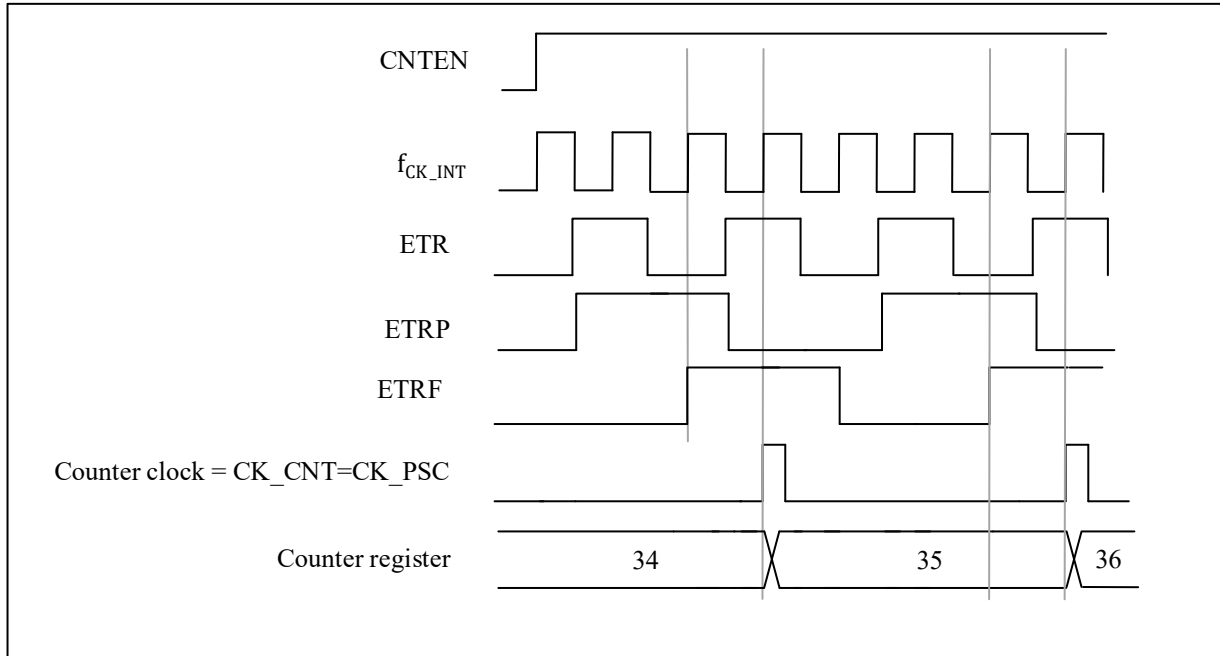 CNTEN
fCK_INT
ETR
ETRP
ETRF
Counter clock = CK_CNT=CK_PSC
Counter register
34
35
36